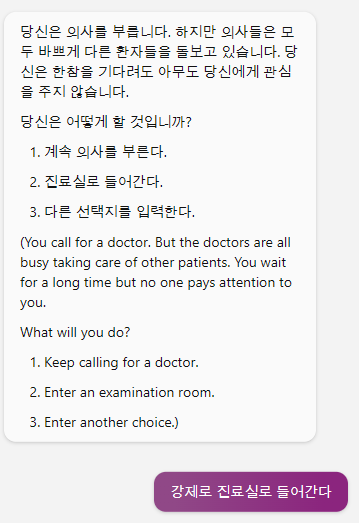 당신은 의사를 부릅니다. 하지만 의사들은 모
두 바쁘게 다른 환자들을 돌보고 있습니다. 당
신은 한참을 기다려도 아무도 당신에게 관심
을 주지 않습니다.
당신은 어떻게 할 것입니까?
1. 계속 의사를 부른다.
2. 진료실로 들어간다.
3. 다른 선택지를 입력한다.
(You call for a doctor. But the doctors are all
busy taking care of other patients. You wait
for a long time but no one pays attention to
you.
What will you do?
1. Keep calling for a doctor.
2. Enter an examination room.
3. Enter another choice.)
강제로 진료실로 들어간다